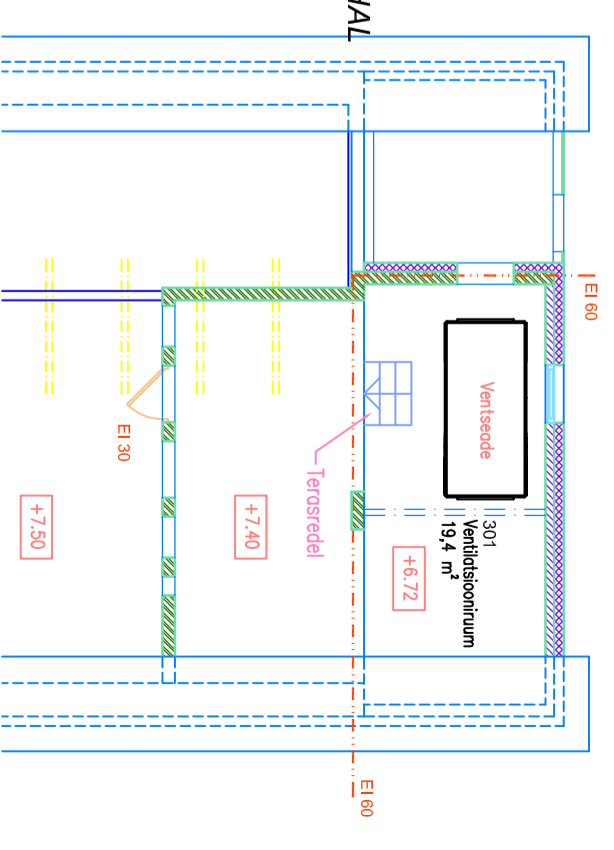 HAL
EI 60
Ventseade
301
Ventilatsiooniruum
19,4 m²
+6.72
Terasredel
EI 30
+7.40
+7.50
EI 60